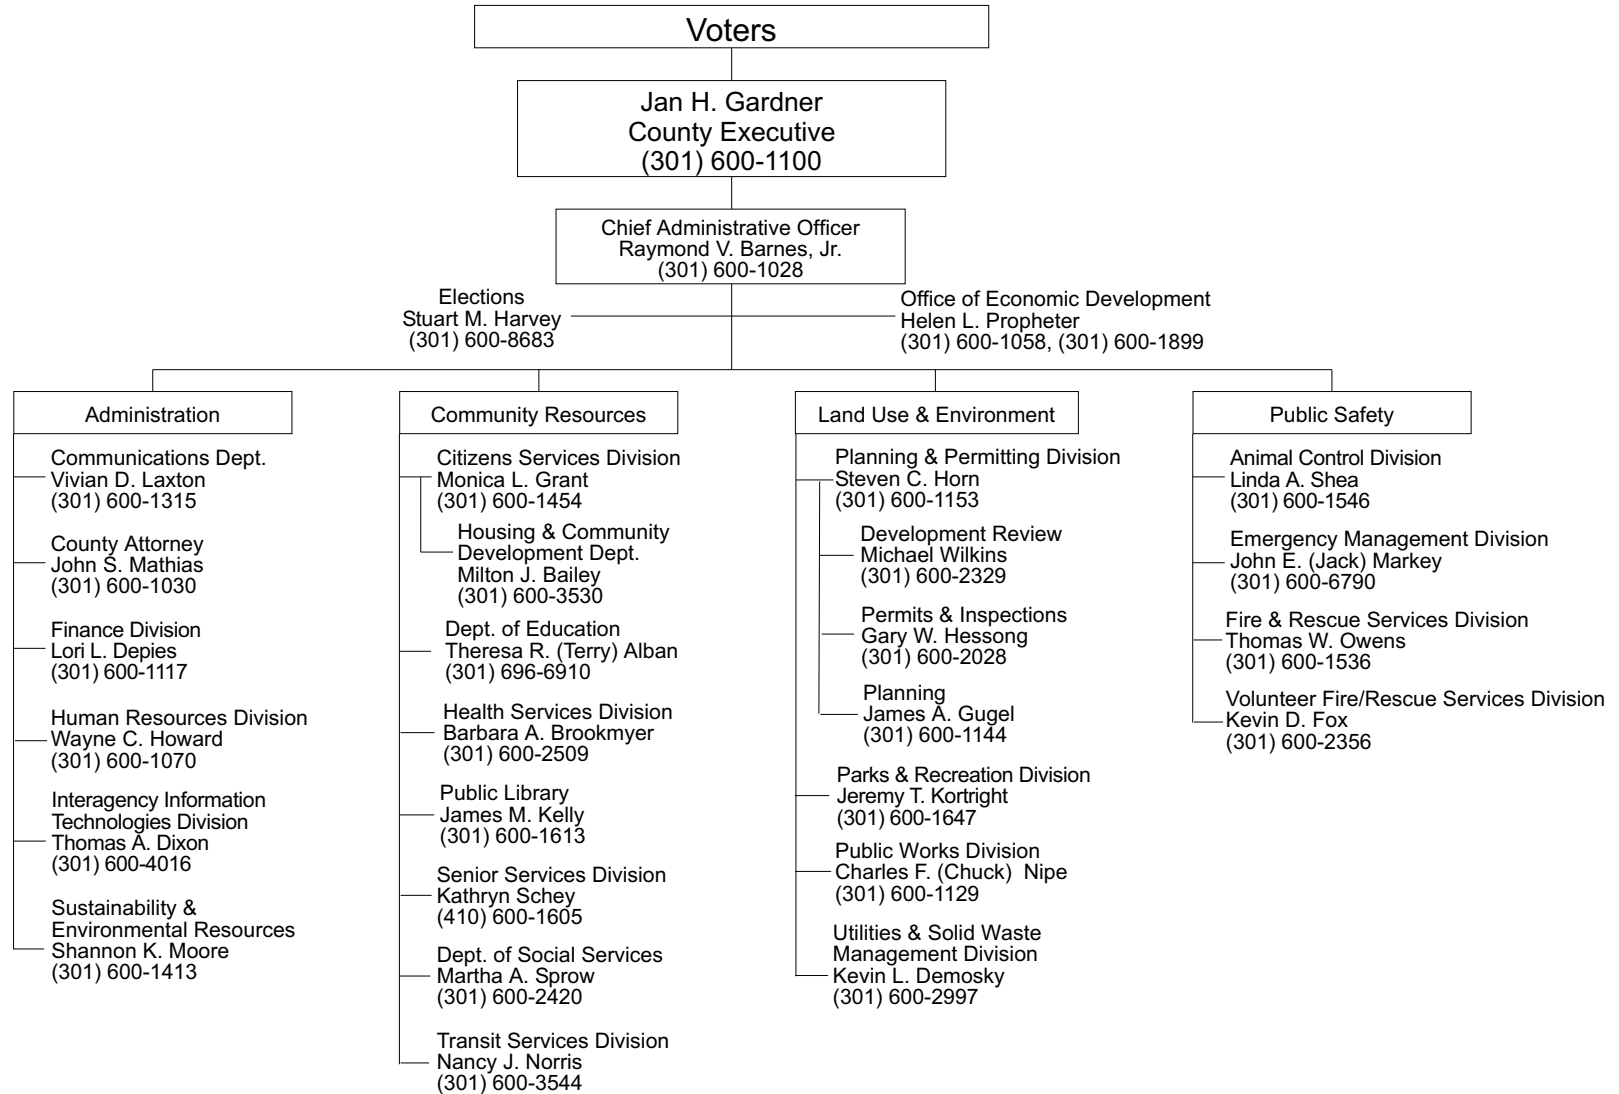 Voters
Jan H. Gardner
County Executive
(301) 600-1100
Chief Administrative Officer
Raymond V. Barnes, Jr.
(301) 600-1028
Elections
Stuart M. Harvey
(301) 600-8683
Office of Economic Development
Helen L. Propheter
(301) 600-1058, (301) 600-1899
Administration
Communications Dept.
Vivian D. Laxton
(301) 600-1315
County Attorney
John S. Mathias
(301) 600-1030
Finance Division
Lori L. Depies
(301) 600-1117
Human Resources Division
Wayne C. Howard
(301) 600-1070
Interagency Information
Technologies Division
Thomas A. Dixon
(301) 600-4016
Sustainability &
Environmental Resources
Shannon K. Moore
(301) 600-1413
Community Resources
Citizens Services Division
Monica L. Grant
(301) 600-1454
Housing & Community
Development Dept.
Milton J. Bailey
(301) 600-3530
Dept. of Education
Theresa R. (Terry) Alban
(301) 696-6910
Health Services Division
Barbara A. Brookmyer
(301) 600-2509
Public Library
James M. Kelly
(301) 600-1613
Senior Services Division
Kathryn Schey
(410) 600-1605
Dept. of Social Services
Martha A. Sprow
(301) 600-2420
Transit Services Division
Nancy J. Norris
(301) 600-3544
Land Use & Environment
Planning & Permitting Division
Steven C. Horn
(301) 600-1153
Development Review
Michael Wilkins
(301) 600-2329
Permits & Inspections
Gary W. Hessong
(301) 600-2028
Planning
James A. Gugel
(301) 600-1144
Parks & Recreation Division
Jeremy T. Kortright
(301) 600-1647
Public Works Division
Charles F. (Chuck) Nipe
(301) 600-1129
Utilities & Solid Waste
Management Division
Kevin L. Demosky
(301) 600-2997
Public Safety
Animal Control Division
Linda A. Shea
(301) 600-1546
Emergency Management Division
John E. (Jack) Markey
(301) 600-6790
Fire & Rescue Services Division
Thomas W. Owens
(301) 600-1536
Volunteer Fire/Rescue Services Division
Kevin D. Fox
(301) 600-2356